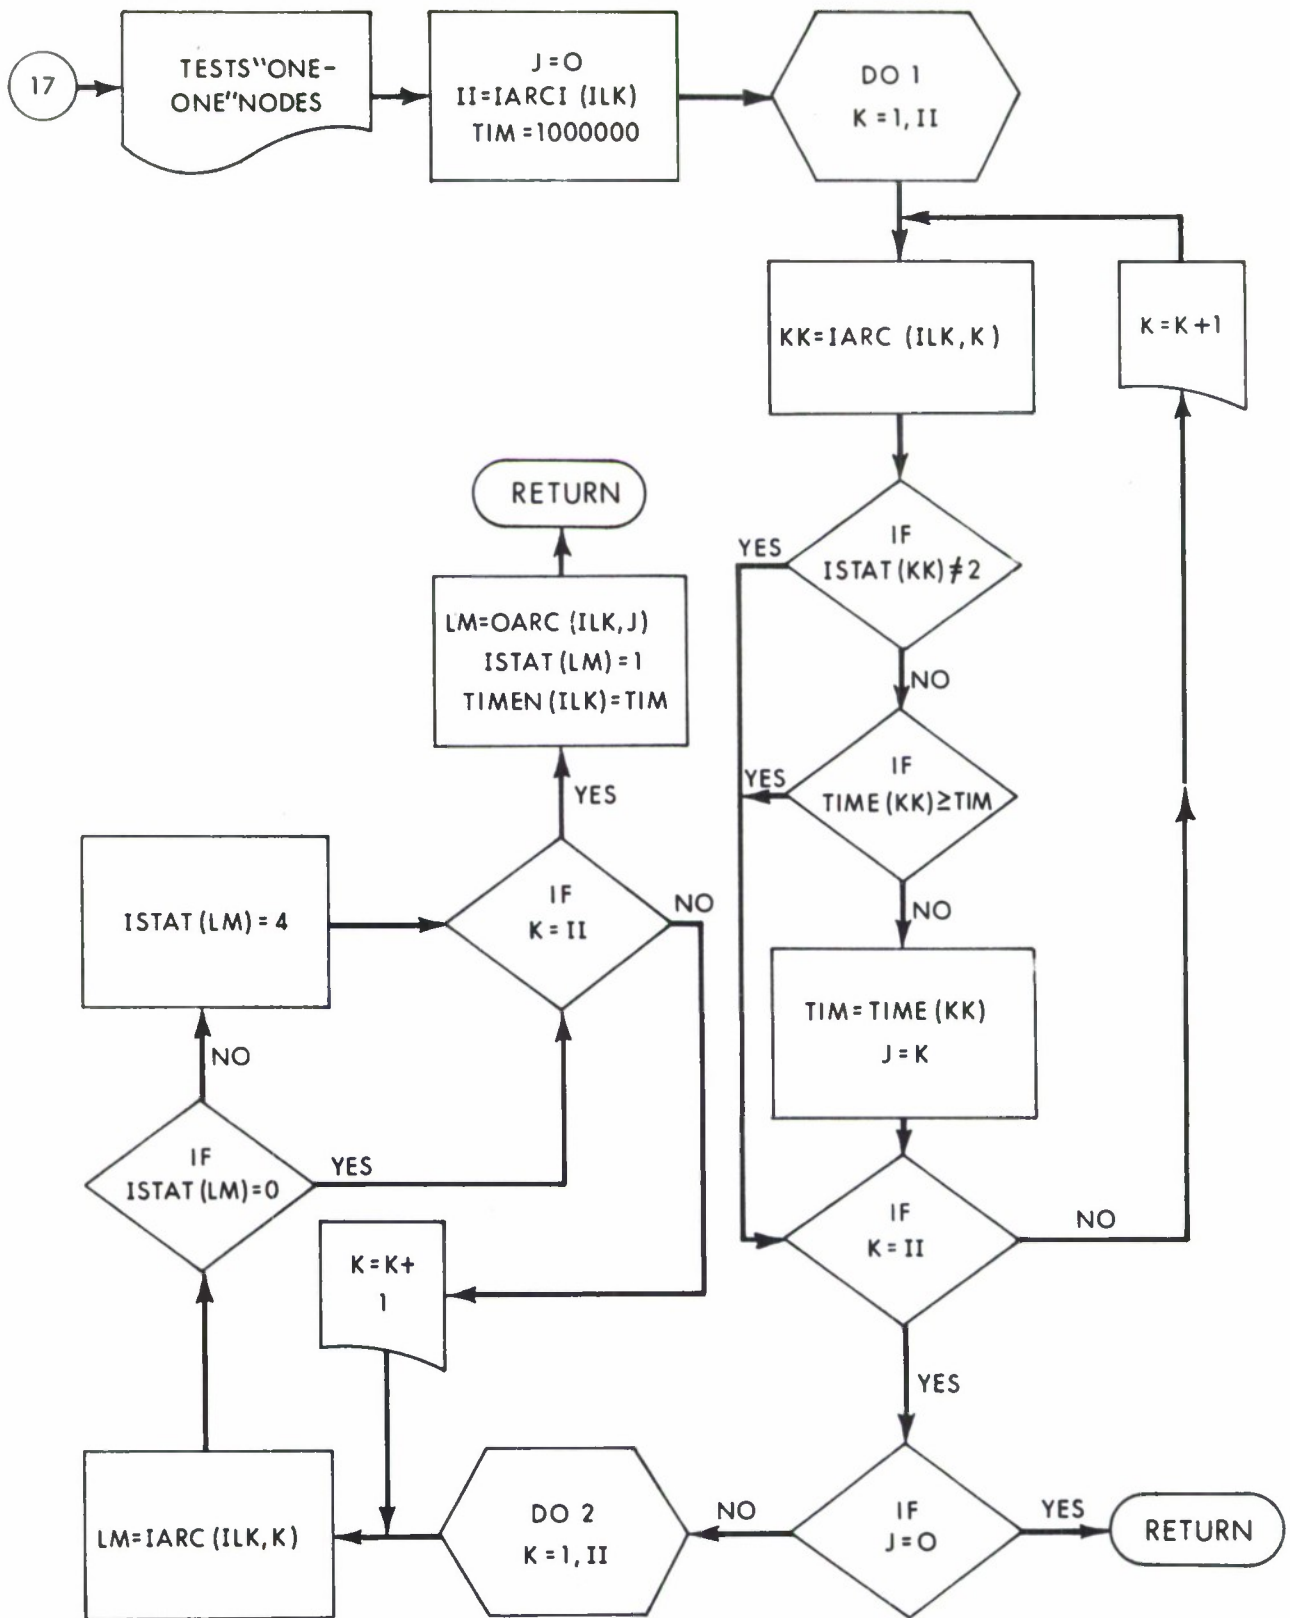 17
TESTS"ONE-
ONE"NODES
J=O
II=IARCI (ILK)
TIM=1000000
DO 1
K=1, II
KK=IARC (ILK, K)
K=K+1
IF
ISTAT(KK)≠2
YES
NO
IF
TIME(KK)≥TIM
YES
NO
TIM=TIME(KK)
J=K
IF
K=II
NO
YES
IF
J=O
YES
RETURN
NO
DO 2
K=1, II
LM=IARC(ILK,K)
IF
ISTAT(LM)=0
YES
NO
ISTAT(LM)=4
IF
K=II
NO
K=K+
1
YES
LM=OARC(ILK,J)
ISTAT(LM)=1
TIMEN(ILK)=TIM
RETURN